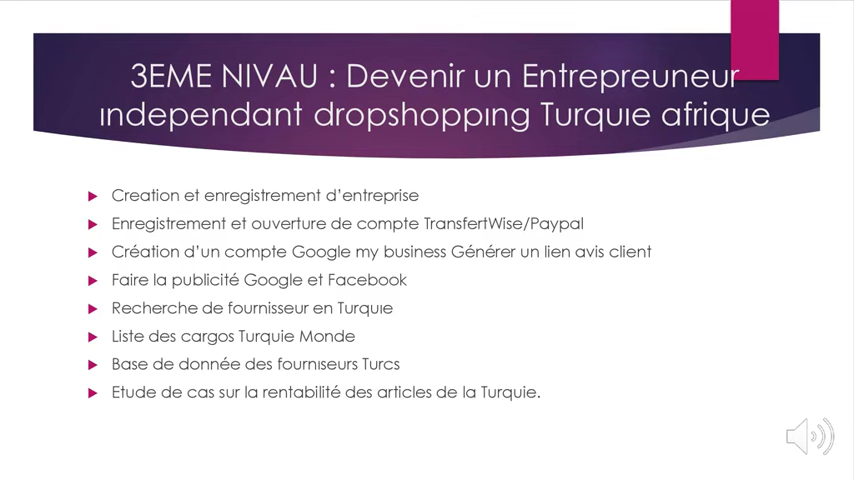 3EME NIVAU : Devenir un Entrepreuneur
ındependant dropshoppıng Turquıe afrique
Creation et enregistrement d’entreprise
Enregistrement et ouverture de compte TransfertWise/Paypal
Création d’un compte Google my business Générer un lien avis client
Faire la publicité Google et Facebook
Recherche de fournisseur en Turquıe
Liste des cargos Turquie Monde
Base de donnée des fournıseurs Turcs
Etude de cas sur la rentabilité des articles de la Turquie.